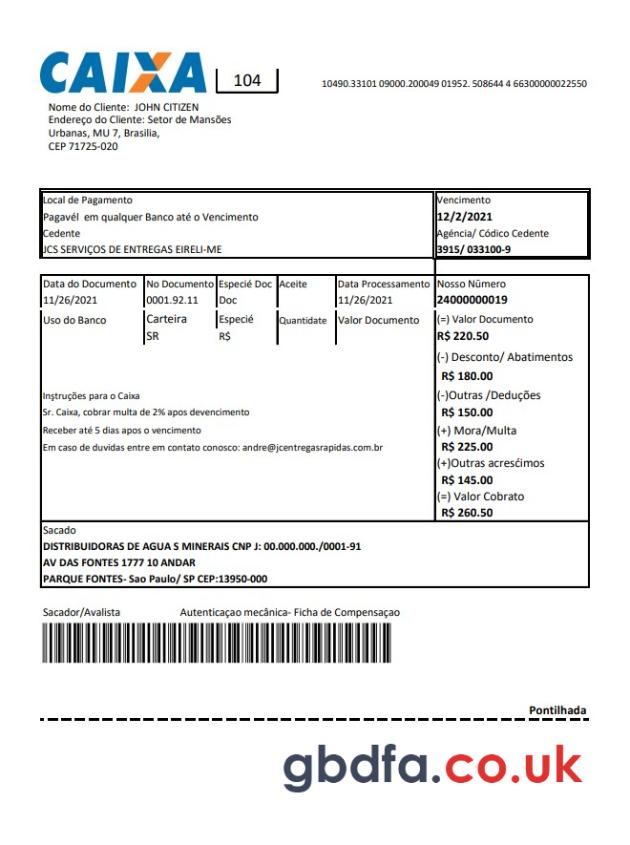 CAIXA 104 10490.33101 09000.200049 01952. 508644 4 66300000022550
Nome do Cliente: JOHN CITIZEN
Endereço do Cliente: Setor de Mansões
Urbanas, MU 7, Brasilia,
CEP 71725-020
Local de Pagamento
Pagavél em qualquer Banco até o Vencimento
Cedente
JCS SERVIÇOS DE ENTREGAS EIRELI-ME
Vencimento
12/2/2021
Agéncia/ Códico Cedente
3915/ 033100-9
Data do Documento No Documento Especié Doc Aceite Data Processamento Nosso Número
11/26/2021 0001.92.11 Doc 11/26/2021 24000000019
Uso do Banco Carteira Especié Quantidate Valor Documento (=) Valor Documento
SR R$ R$ 220.50
(-) Desconto/ Abatimentos
R$ 180.00
Instruções para o Caixa (-)Outras /Deduções
Sr. Caixa, cobrar multa de 2% apos devencimento R$ 150.00
Receber até 5 dias apos o vencimento (+) Mora/Multa
Em caso de duvidas entre em contato conosco: andre@jcentregasrapidas.com.br R$ 225.00
(+)Outras acresćimos
R$ 145.00
(=) Valor Cobrato
R$ 260.50
Sacado
DISTRIBUIDORAS DE AGUA S MINERAIS CNP J: 00.000.000./0001-91
AV DAS FONTES 1777 10 ANDAR
PARQUE FONTES- Sao Paulo/ SP CEP:13950-000
Sacador/Avalista Autenticaçao mecânica- Ficha de Compensaçao
Pontilhada
gbdfa.co.uk